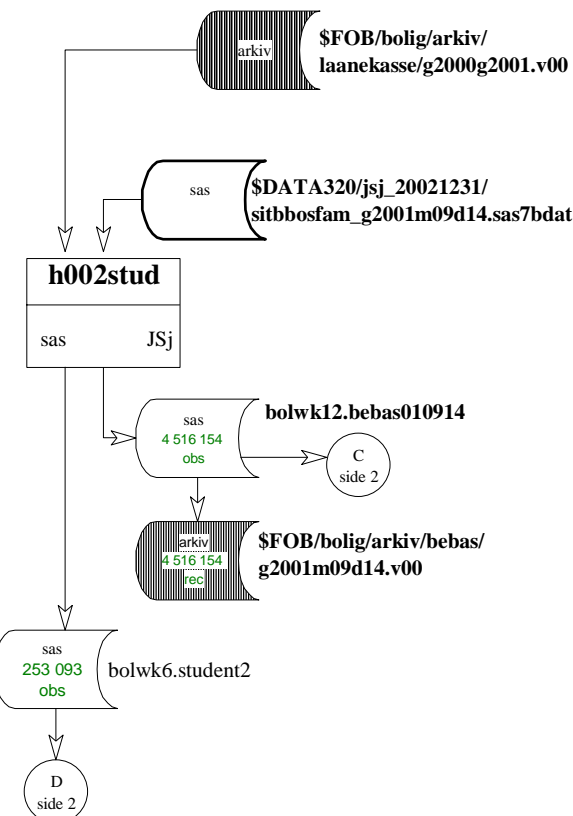 arkiv
$FOB/bolig/arkiv/
laanekasse/g2000g2001.v00
sas
$DATA320/jsj_20021231/
sitbbosfam_g2001m09d14.sas7bdat
h002stud
sas JSj
sas
4 516 154
obs
bolwk12.bebas010914
C
side 2
arkiv
4 516 154
rec
$FOB/bolig/arkiv/bebas/
g2001m09d14.v00
sas
253 093
obs
bolwk6.student2
D
side 2